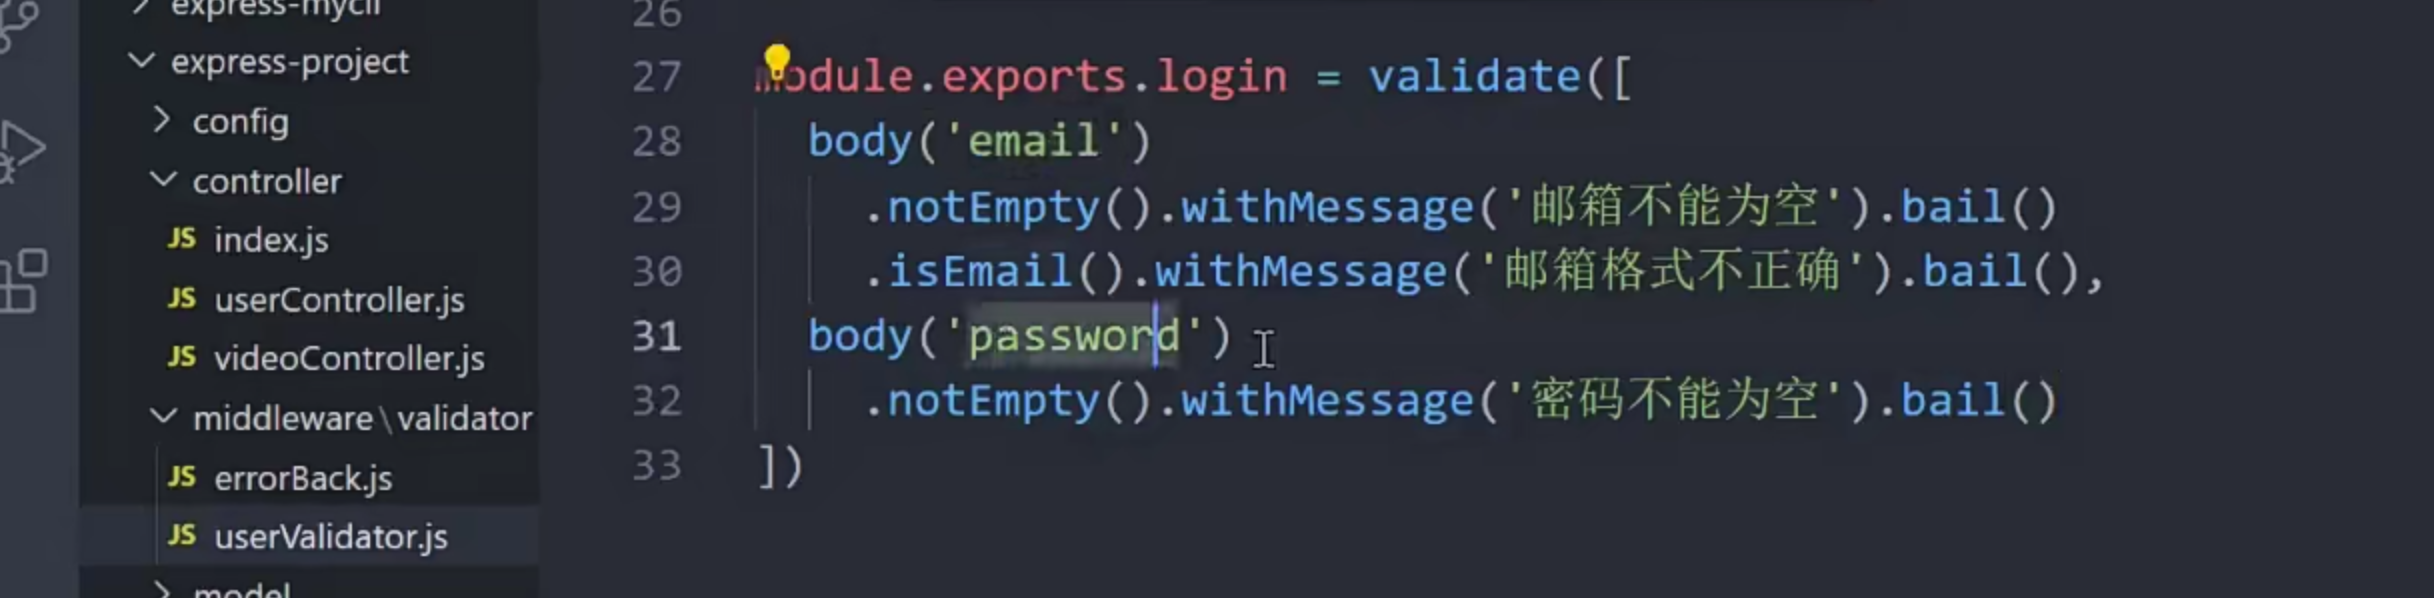 express-mycli
express-project
config
controller
JS index.js
JS userController.js
JS videoController.js
middleware\validator
JS errorBack.js
JS userValidator.js
model
26
27 module.exports.login = validate([
28 body('email')
29 .notEmpty().withMessage('邮箱不能为空').bail()
30 .isEmail().withMessage('邮箱格式不正确').bail(),
31 body('password')
32 .notEmpty().withMessage('密码不能为空').bail()
33 ])